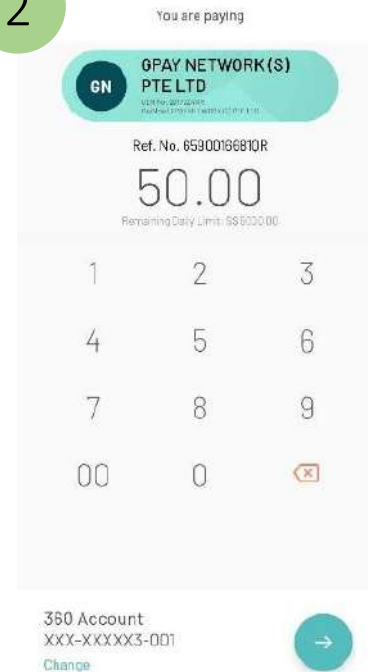 2
You are paying
GN
GPAY NETWORK (S)
PTE LTD
Ref. No. 6590016681QR
50.00
Remaining Daily Limit: S$5000.00
1 2 3
4 5 6
7 8 9
00 0
360 Account
XXX-XXXXX3-001
Change